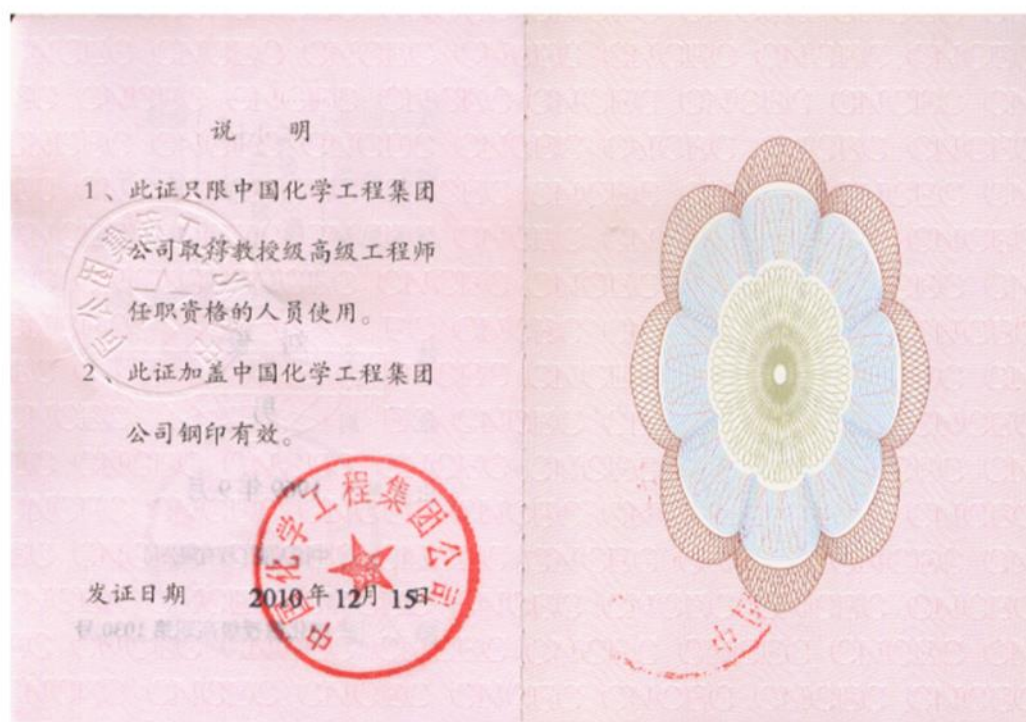 说 明
1、此证只限中国化学工程集团
公司取得教授级高级工程师
任职资格的人员使用。
2、此证加盖中国化学工程集团
公司钢印有效。
中国化学工程集团公司
发证日期 2010年12月15日